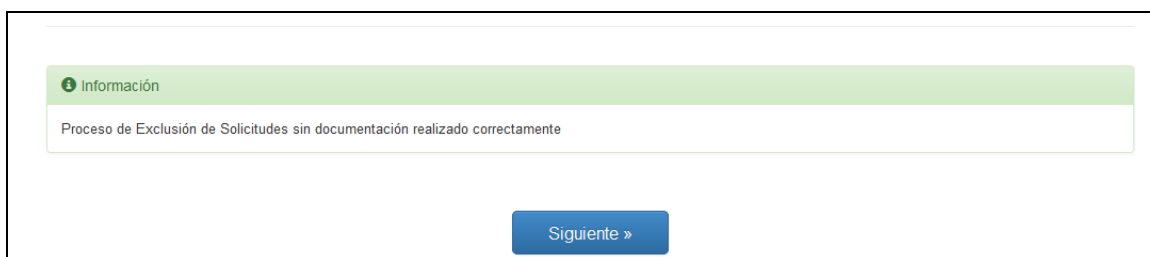 Información
Proceso de Exclusión de Solicitudes sin documentación realizado correctamente
Siguiente »